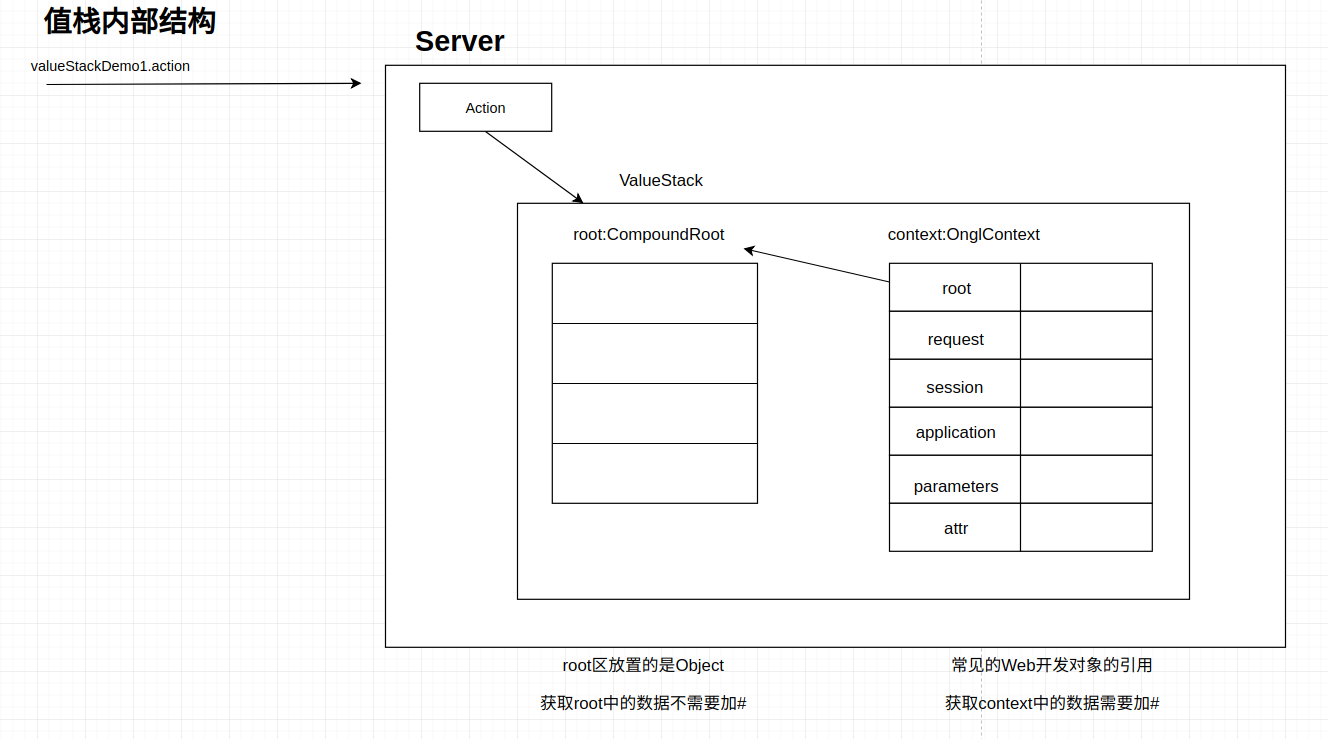 值栈内部结构
Server
valueStackDemo1.action
Action
ValueStack
root:CompoundRoot
context:OnglContext
root
request
session
application
parameters
attr
root区放置的是Object
常见的Web开发对象的引用
获取root中的数据不需要加#
获取context中的数据需要加#